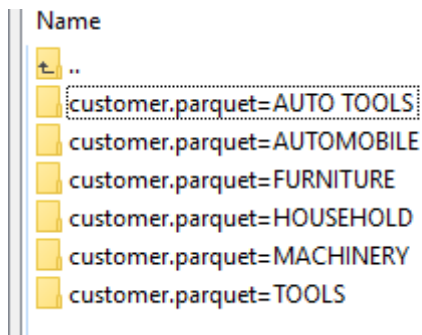 Name
..
customer.parquet=AUTO TOOLS
customer.parquet=AUTOMOBILE
customer.parquet=FURNITURE
customer.parquet=HOUSEHOLD
customer.parquet=MACHINERY
customer.parquet=TOOLS